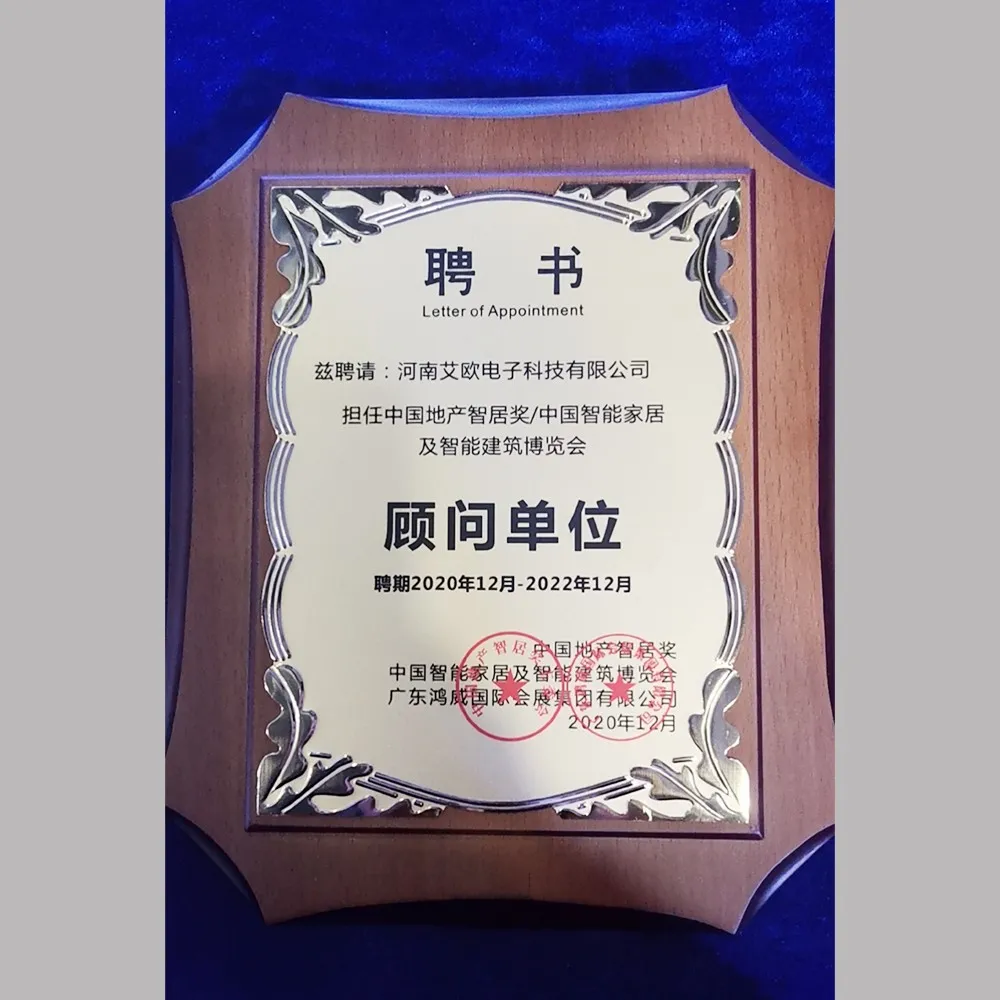 聘 书
Letter of Appointment
兹聘请：河南艾欧电子科技有限公司
担任中国地产智居奖/中国智能家居
及智能建筑博览会
顾问单位
聘期2020年12月-2022年12月
中国地产智居奖
中国智能家居及智能建筑博览会
广东鸿威国际会展集团有限公司
2020年12月